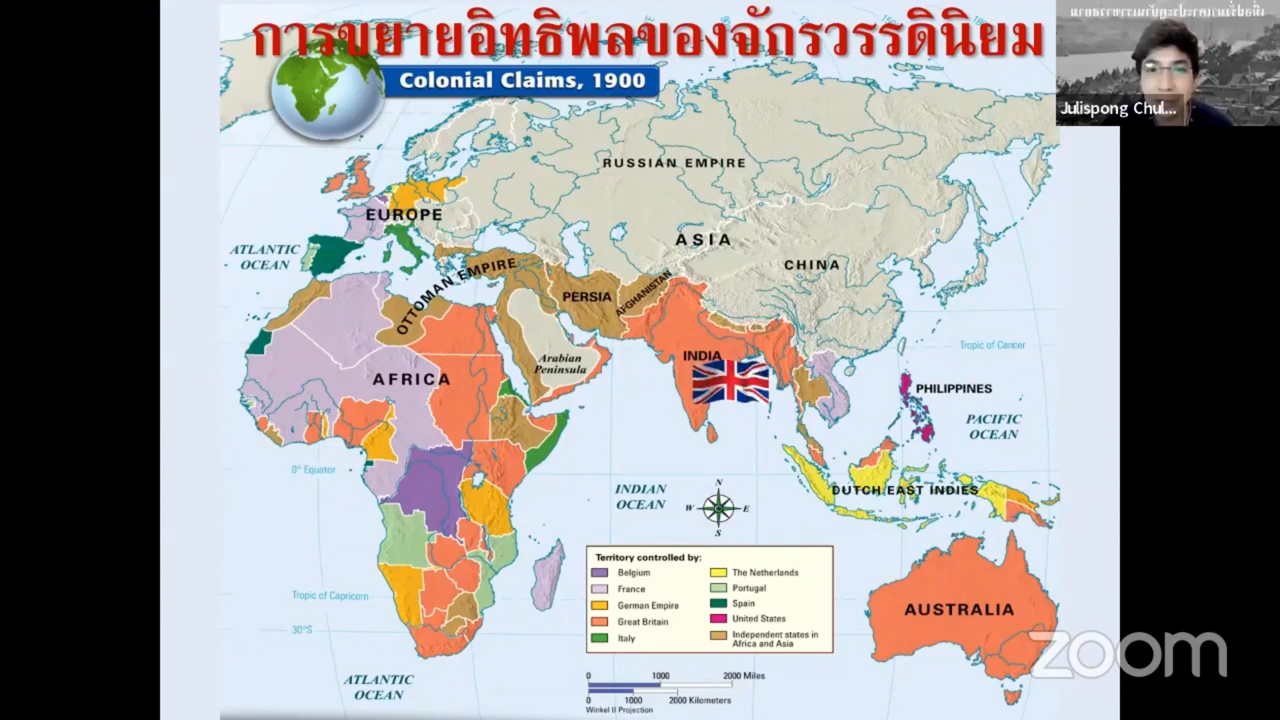 การขยายอิทธิพลของจักรวรรดินิยม
Colonial Claims, 1900
Julispong Chul...
RUSSIAN EMPIRE
EUROPE
ATLANTIC
OCEAN
ASIA
CHINA
OTTOMAN EMPIRE
PERSIA
AFGHANISTAN
Tropic of Cancer
INDIA
Arabian
Peninsula
AFRICA
PHILIPPINES
PACIFIC
OCEAN
0° Equator
INDIAN
OCEAN
N
W
E
S
DUTCH EAST INDIES
Territory controlled by:
Belgium
France
German Empire
Great Britain
Italy
The Netherlands
Portugal
Spain
United States
Independent states in
Africa and Asia
Tropic of Capricorn
30°S
AUSTRALIA
zoom
ATLANTIC
OCEAN
0
1000
2000 Miles
0
1000
2000 Kilometers
Winkel II Projection